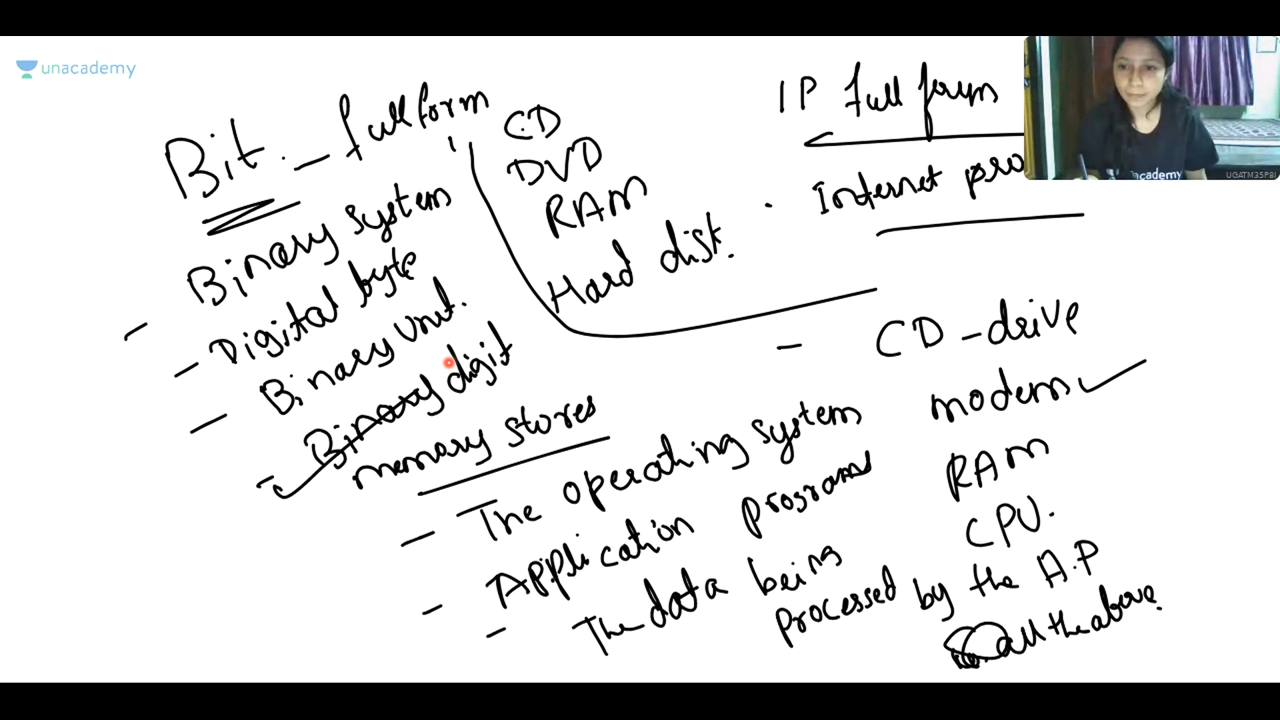 unacademy
Bit - full form
Binary system
- Digital byte
- Binary Unit.
- Binary digit
CD
DVD
RAM
Hard disk.
IP full form
Internet pro
memory stores
- The operating system
- Application programs
- The data being
processed by the A.P
all the above.
- CD-drive
modem
RAM
CPU.
unacademy
UGATM35P8I